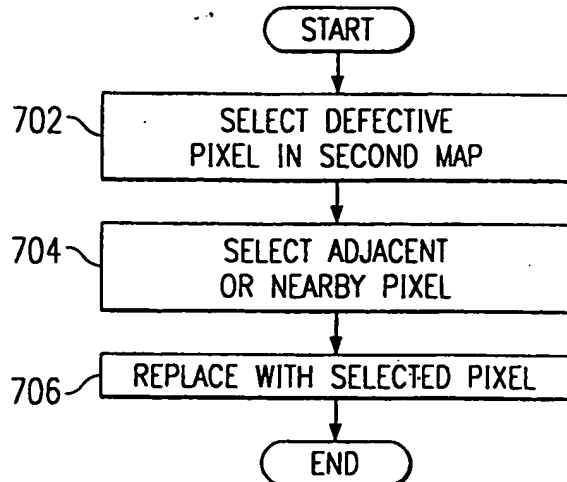 START
702
SELECT DEFECTIVE
PIXEL IN SECOND MAP
704
SELECT ADJACENT
OR NEARBY PIXEL
706
REPLACE WITH SELECTED PIXEL
END